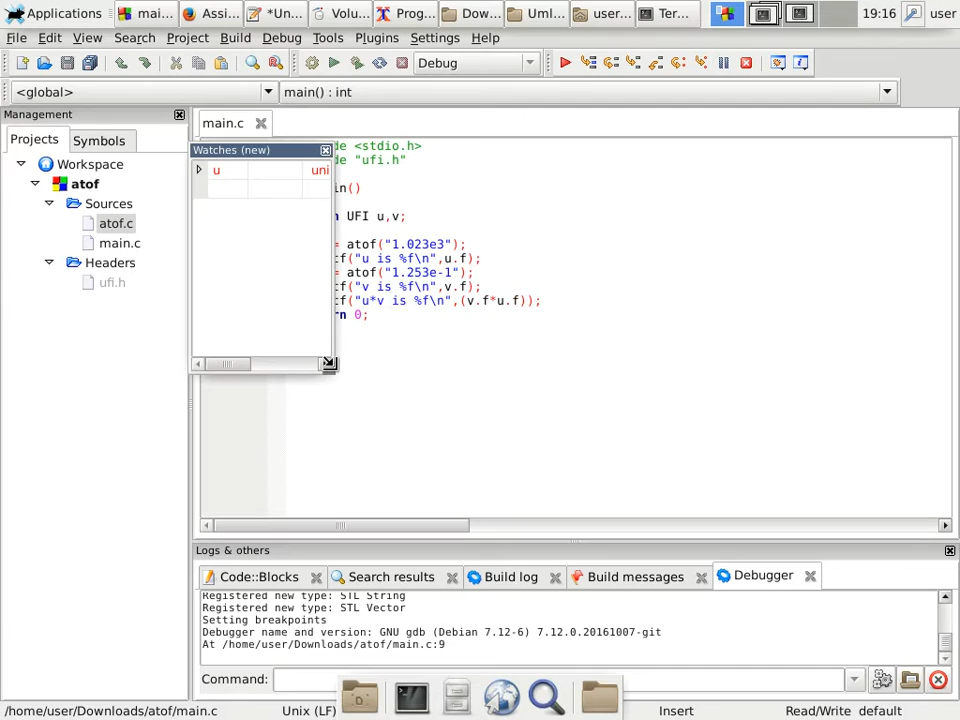 Applications mai... Assi... *Un... Volu... Prog... Dow... Uml... user... Ter... 19:16 user
File Edit View Search Project Build Debug Tools Plugins Settings Help
Debug
<global> main() : int
Management
main.c
Projects Symbols
Watches (new)
de <stdio.h>
de "ufi.h"
Workspace
u uni
atof
in()
Sources
n UFI u,v;
atof.c
main.c
= atof("1.023e3");
Headers
tf("u is %f\n",u.f);
= atof("1.253e-1");
ufi.h
tf("v is %f\n",v.f);
tf("u*v is %f\n",(v.f*u.f));
rn 0;
Logs & others
Code::Blocks Search results Build log Build messages Debugger
Registered new type: STL String
Registered new type: STL Vector
Setting breakpoints
Debugger name and version: GNU gdb (Debian 7.12-6) 7.12.0.20161007-git
At /home/user/Downloads/atof/main.c:9
Command:
/home/user/Downloads/atof/main.c Unix (LF) Insert Read/Write default